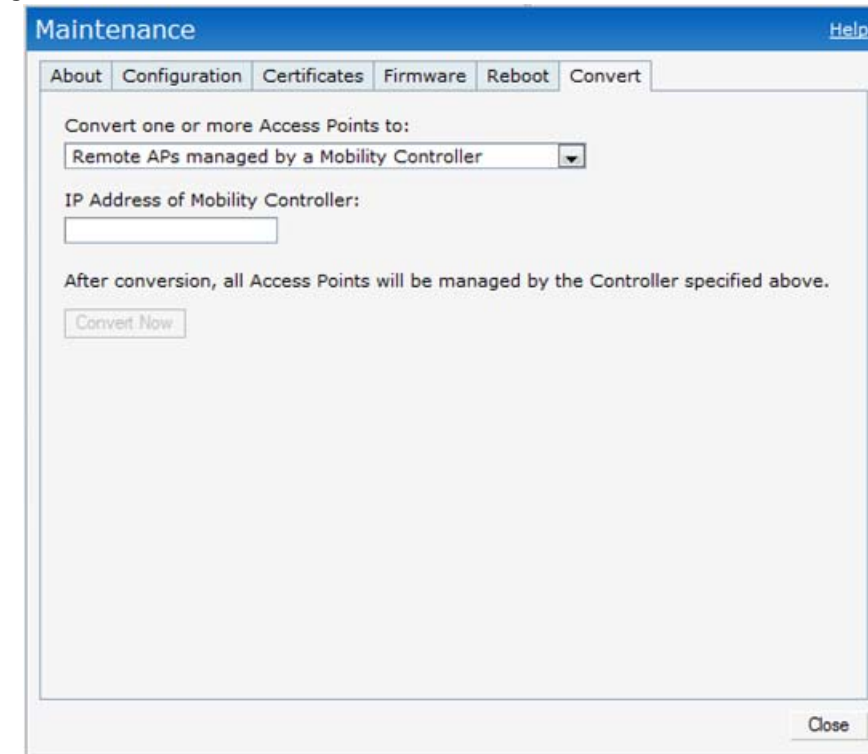 Maintenance
Help
About Configuration Certificates Firmware Reboot Convert
Convert one or more Access Points to:
Remote APs managed by a Mobility Controller
IP Address of Mobility Controller:
After conversion, all Access Points will be managed by the Controller specified above.
Convert Now
Close